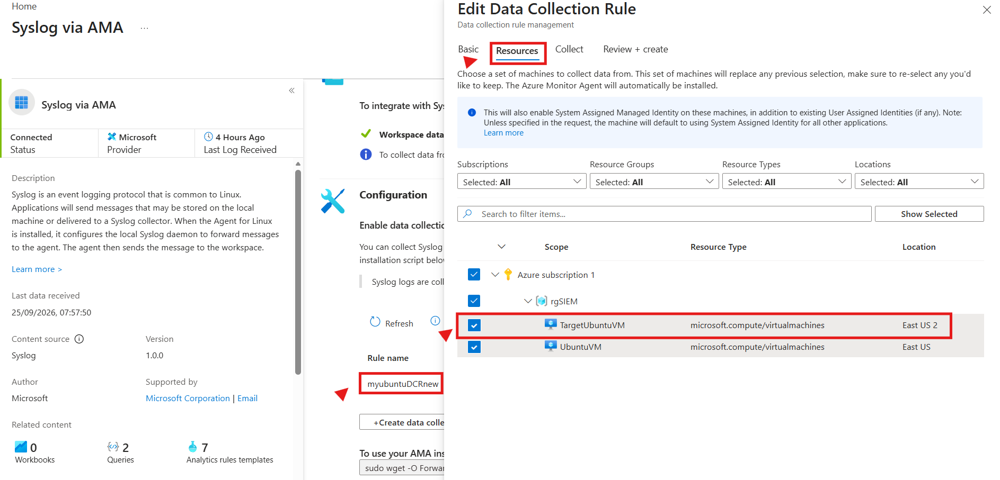 Home
Syslog via AMA ...
Syslog via AMA
Connected
Status
Microsoft
Provider
4 Hours Ago
Last Log Received
Description
Syslog is an event logging protocol that is common to Linux.
Applications will send messages that may be stored on the local
machine or delivered to a Syslog collector. When the Agent for Linux
is installed, it configures the local Syslog daemon to forward messages
to the agent. The agent then sends the message to the workspace.
Learn more >
Last data received
25/09/2026, 07:57:50
Content source
Syslog
Version
1.0.0
Author
Microsoft
Supported by
Microsoft Corporation | Email
Related content
0
Workbooks
2
Queries
7
Analytics rules templates
To integrate with Sys
Workspace data
To collect data fro
Configuration
Enable data collectio
You can collect Syslog
installation script belov
Syslog logs are coll
Refresh
Rule name
myubuntuDCRnew
+Create data colle
To use your AMA ins
sudo wget -O Forwar
Edit Data Collection Rule
Data collection rule management
Basic Resources Collect Review + create
Choose a set of machines to collect data from. This set of machines will replace any previous selection, make sure to re-select any you'd
like to keep. The Azure Monitor Agent will automatically be installed.
This will also enable System Assigned Managed Identity on these machines, in addition to existing User Assigned Identities (if any). Note:
Unless specified in the request, the machine will default to using System Assigned Identity for all other applications.
Learn more
Subscriptions Resource Groups Resource Types Locations
Selected: All Selected: All Selected: All Selected: All
Search to filter items... Show Selected
Scope Resource Type Location
Azure subscription 1
rgSIEM
TargetUbuntuVM microsoft.compute/virtualmachines East US 2
UbuntuVM microsoft.compute/virtualmachines East US